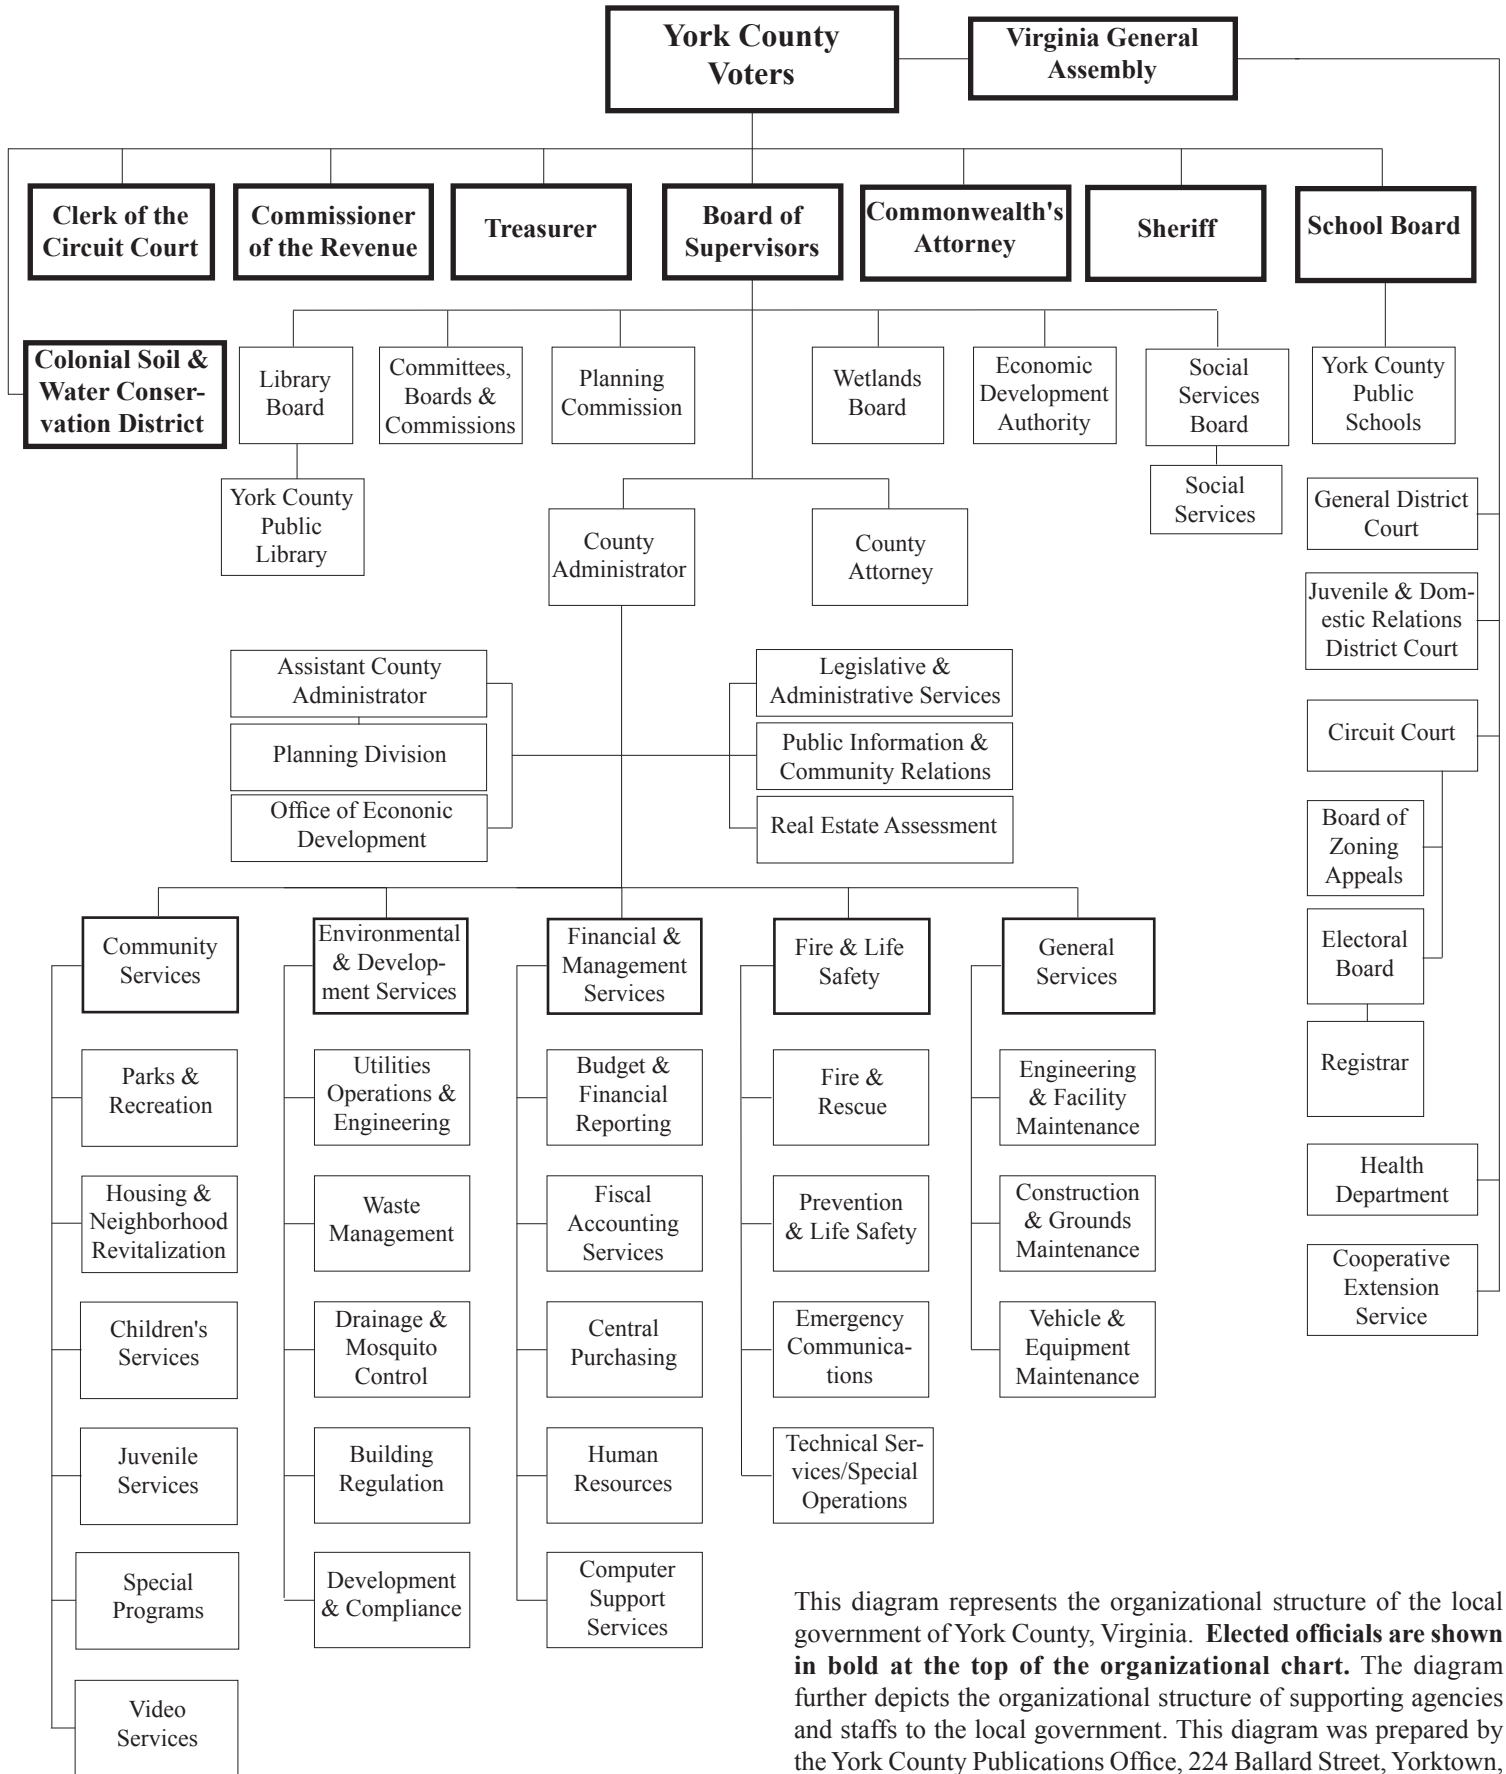 York County
Voters
Virginia General
Assembly
Clerk of the
Circuit Court
Commissioner
of the Revenue
Treasurer
Board of
Supervisors
Commonwealth's
Attorney
Sheriff
School Board
Colonial Soil &
Water Conser-
vation District
Library
Board
Committees,
Boards &
Commissions
Planning
Commission
Wetlands
Board
Economic
Development
Authority
Social
Services
Board
York County
Public
Schools
York County
Public
Library
Social
Services
General District
Court
County
Administrator
County
Attorney
Juvenile & Dom-
estic Relations
District Court
Assistant County
Administrator
Legislative &
Administrative Services
Planning Division
Public Information &
Community Relations
Office of Econonic
Development
Real Estate Assessment
Circuit Court
Board of
Zoning
Appeals
Electoral
Board
Registrar
Health
Department
Cooperative
Extension
Service
Community
Services
Parks &
Recreation
Housing &
Neighborhood
Revitalization
Children's
Services
Juvenile
Services
Special
Programs
Video
Services
Environmental
& Develop-
ment Services
Utilities
Operations &
Engineering
Waste
Management
Drainage &
Mosquito
Control
Building
Regulation
Development
& Compliance
Financial &
Management
Services
Budget &
Financial
Reporting
Fiscal
Accounting
Services
Central
Purchasing
Human
Resources
Computer
Support
Services
Fire & Life
Safety
Fire &
Rescue
Prevention
& Life Safety
Emergency
Communica-
tions
Technical Ser-
vices/Special
Operations
General
Services
Engineering
& Facility
Maintenance
Construction
& Grounds
Maintenance
Vehicle &
Equipment
Maintenance
This diagram represents the organizational structure of the local
government of York County, Virginia. Elected officials are shown
in bold at the top of the organizational chart. The diagram
further depicts the organizational structure of supporting agencies
and staffs to the local government. This diagram was prepared by
the York County Publications Office, 224 Ballard Street, Yorktown,